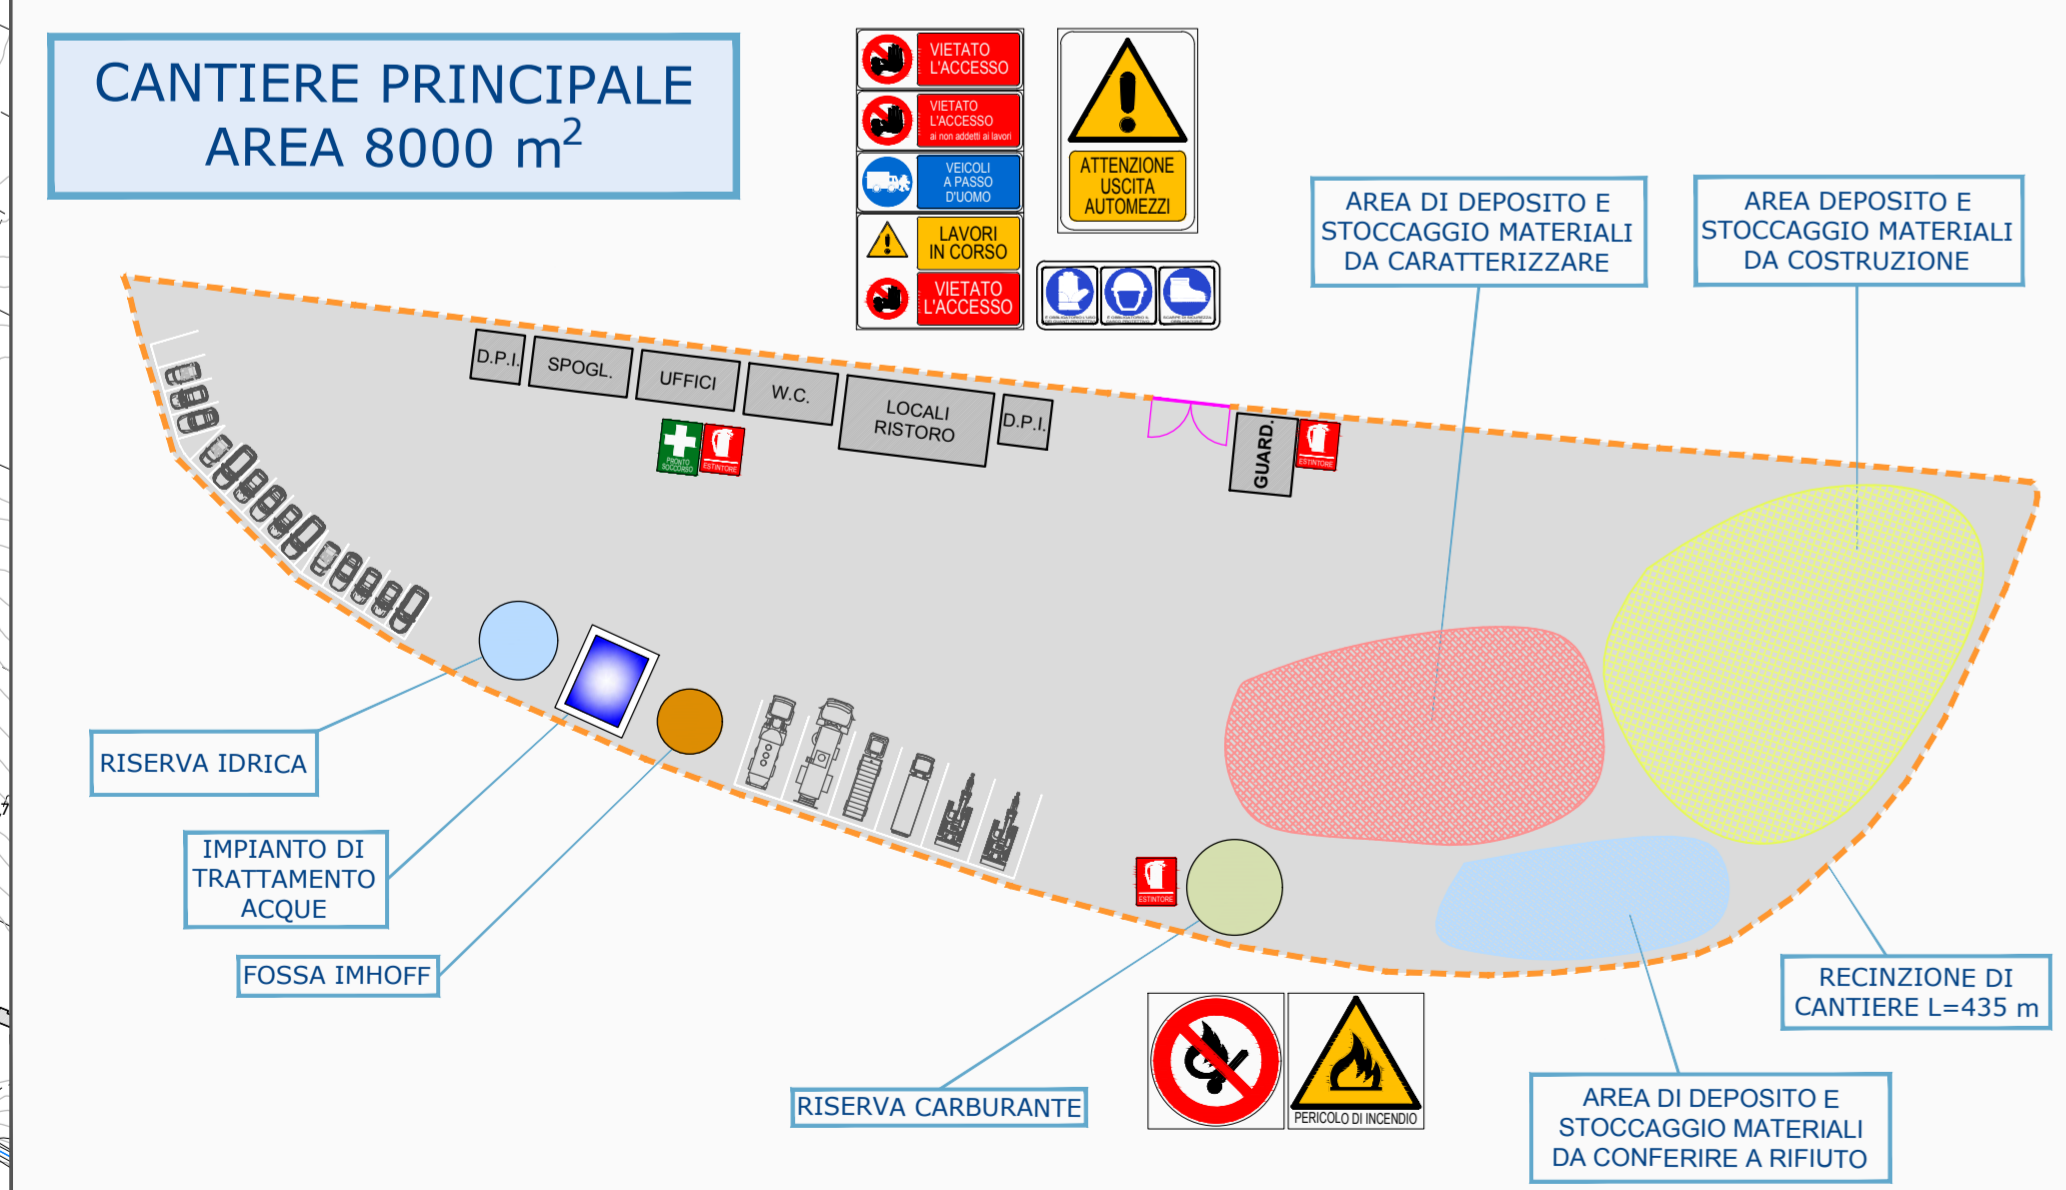 CANTIERE PRINCIPALE
AREA 8000 m²
VIETATO
L'ACCESSO
VIETATO
L'ACCESSO
ai non addetti ai lavori
VEICOLI
A PASSO
D'UOMO
LAVORI
IN CORSO
VIETATO
L'ACCESSO
ATTENZIONE
USCITA
AUTOMEZZI
AREA DI DEPOSITO E
STOCCAGGIO MATERIALI
DA CARATTERIZZARE
AREA DEPOSITO E
STOCCAGGIO MATERIALI
DA COSTRUZIONE
D.P.I.
SPOGL.
UFFICI
W.C.
LOCALI
RISTORO
D.P.I.
GUARD.
ESTINTORE
PRONTO
SOCCORSO
ESTINTORE
RISERVA IDRICA
IMPIANTO DI
TRATTAMENTO
ACQUE
FOSSA IMHOFF
ESTINTORE
RISERVA CARBURANTE
PERICOLO DI INCENDIO
RECINZIONE DI
CANTIERE L=435 m
AREA DI DEPOSITO E
STOCCAGGIO MATERIALI
DA CONFERIRE A RIFIUTO